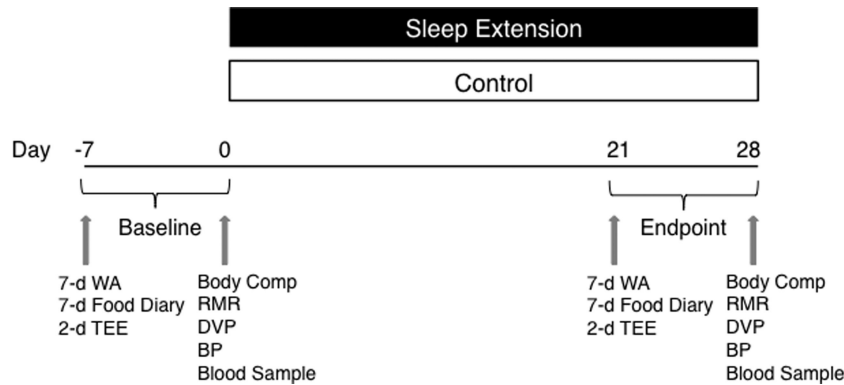 Sleep Extension
Control
Day -7 0 21 28
Baseline Endpoint
7-d WA
7-d Food Diary
2-d TEE
Body Comp
RMR
DVP
BP
Blood Sample
7-d WA
7-d Food Diary
2-d TEE
Body Comp
RMR
DVP
BP
Blood Sample